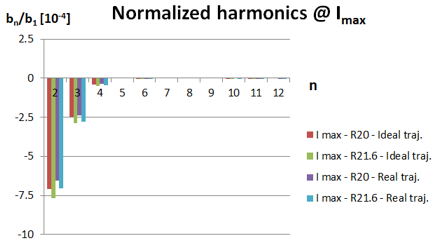 Normalized harmonics @ Imax
bn/b1 [10-4]
2.5
0
-2.5
-5
-7.5
-10
2 3 4 5 6 7 8 9 10 11 12
n
I max - R20 - Ideal traj.
I max - R21.6 - Ideal traj.
I max - R20 - Real traj.
I max - R21.6 - Real traj.